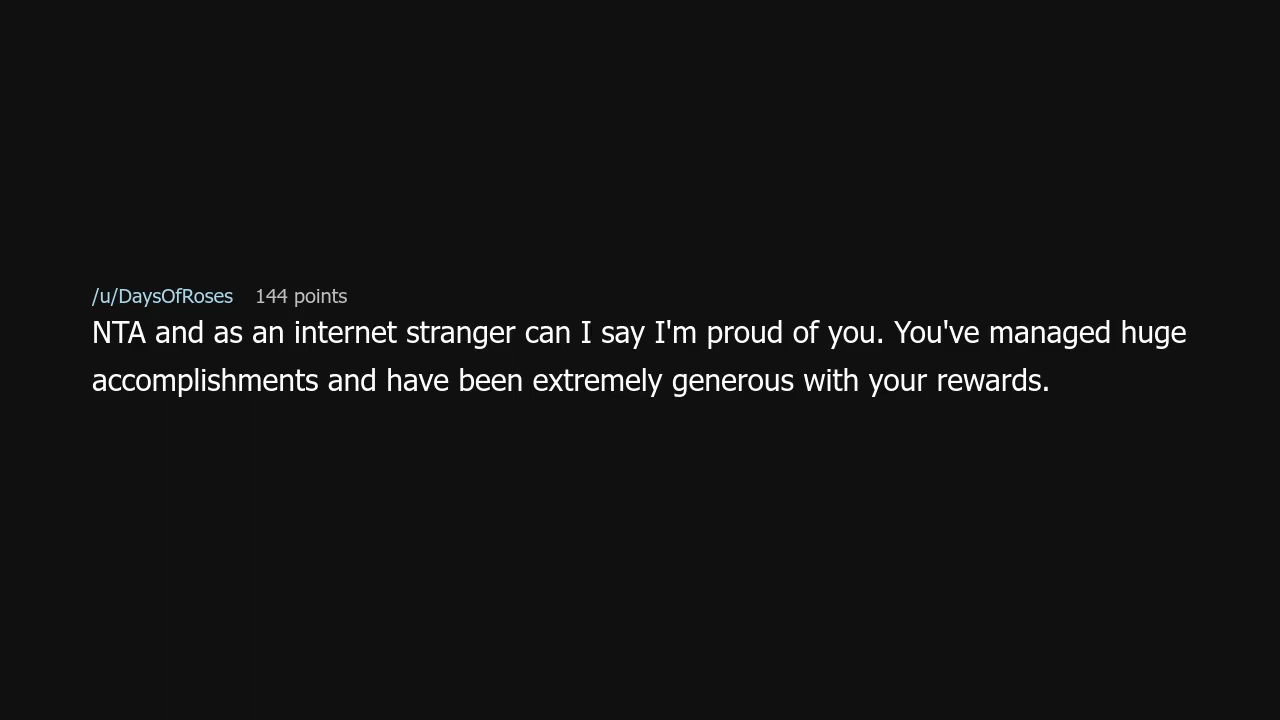 /u/DaysOfRoses 144 points
NTA and as an internet stranger can I say I'm proud of you. You've managed huge
accomplishments and have been extremely generous with your rewards.